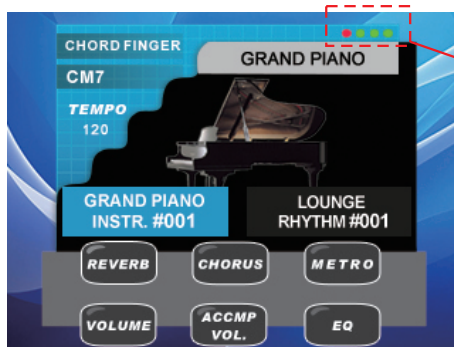 CHORD FINGER
GRAND PIANO
CM7
TEMPO
120
GRAND PIANO
INSTR. #001
LOUNGE
RHYTHM #001
REVERB
CHORUS
METRO
VOLUME
ACCMP
VOL.
EQ